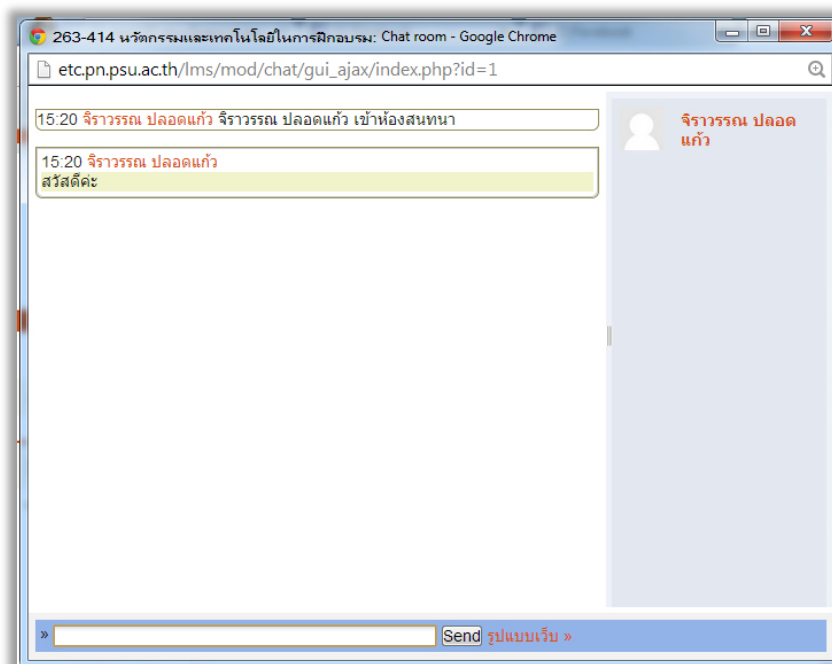 263-414 นวัตกรรมและเทคโนโลยีในการฝึกอบรม: Chat room - Google Chrome
etc.pn.psu.ac.th/lms/mod/chat/gui_ajax/index.php?id=1
15:20 จิราวรรณ ปลอดแก้ว จิราวรรณ ปลอดแก้ว เข้าห้องสนทนา
15:20 จิราวรรณ ปลอดแก้ว
สวัสดีค่ะ
จิราวรรณ ปลอด
แก้ว
» Send รูปแบบเว็บ »